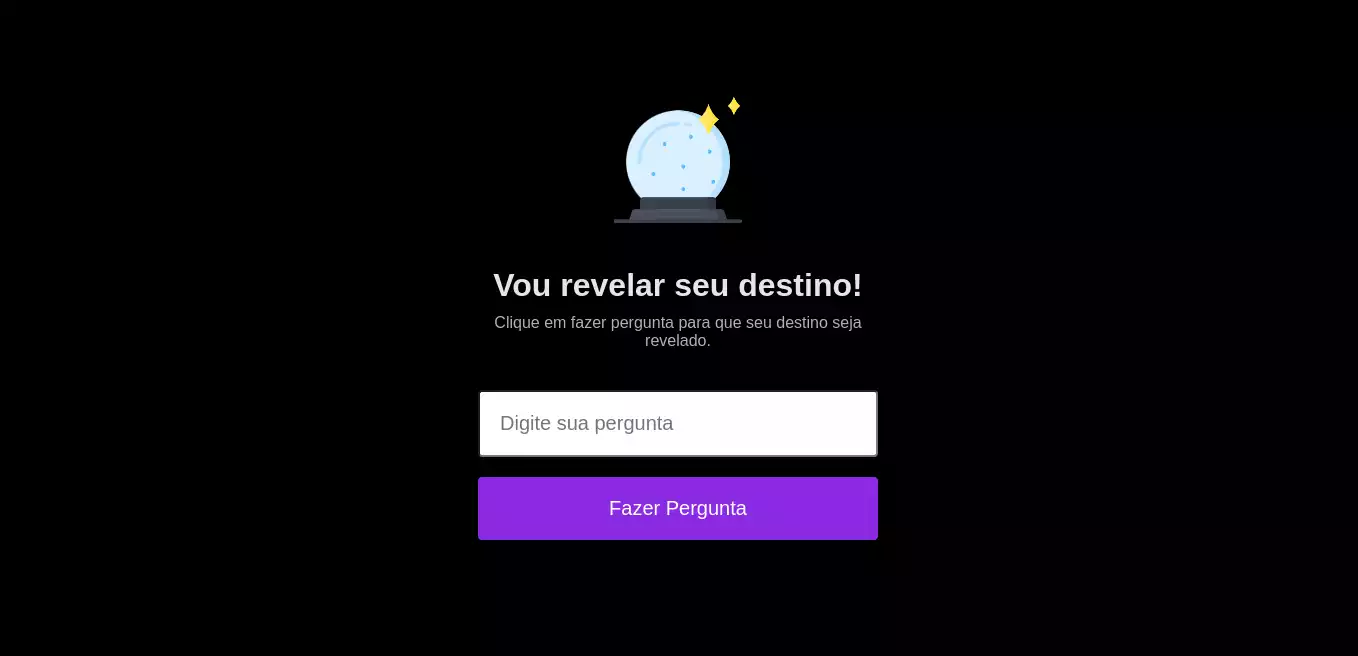 Vou revelar seu destino!
Clique em fazer pergunta para que seu destino seja
revelado.
Digite sua pergunta
Fazer Pergunta